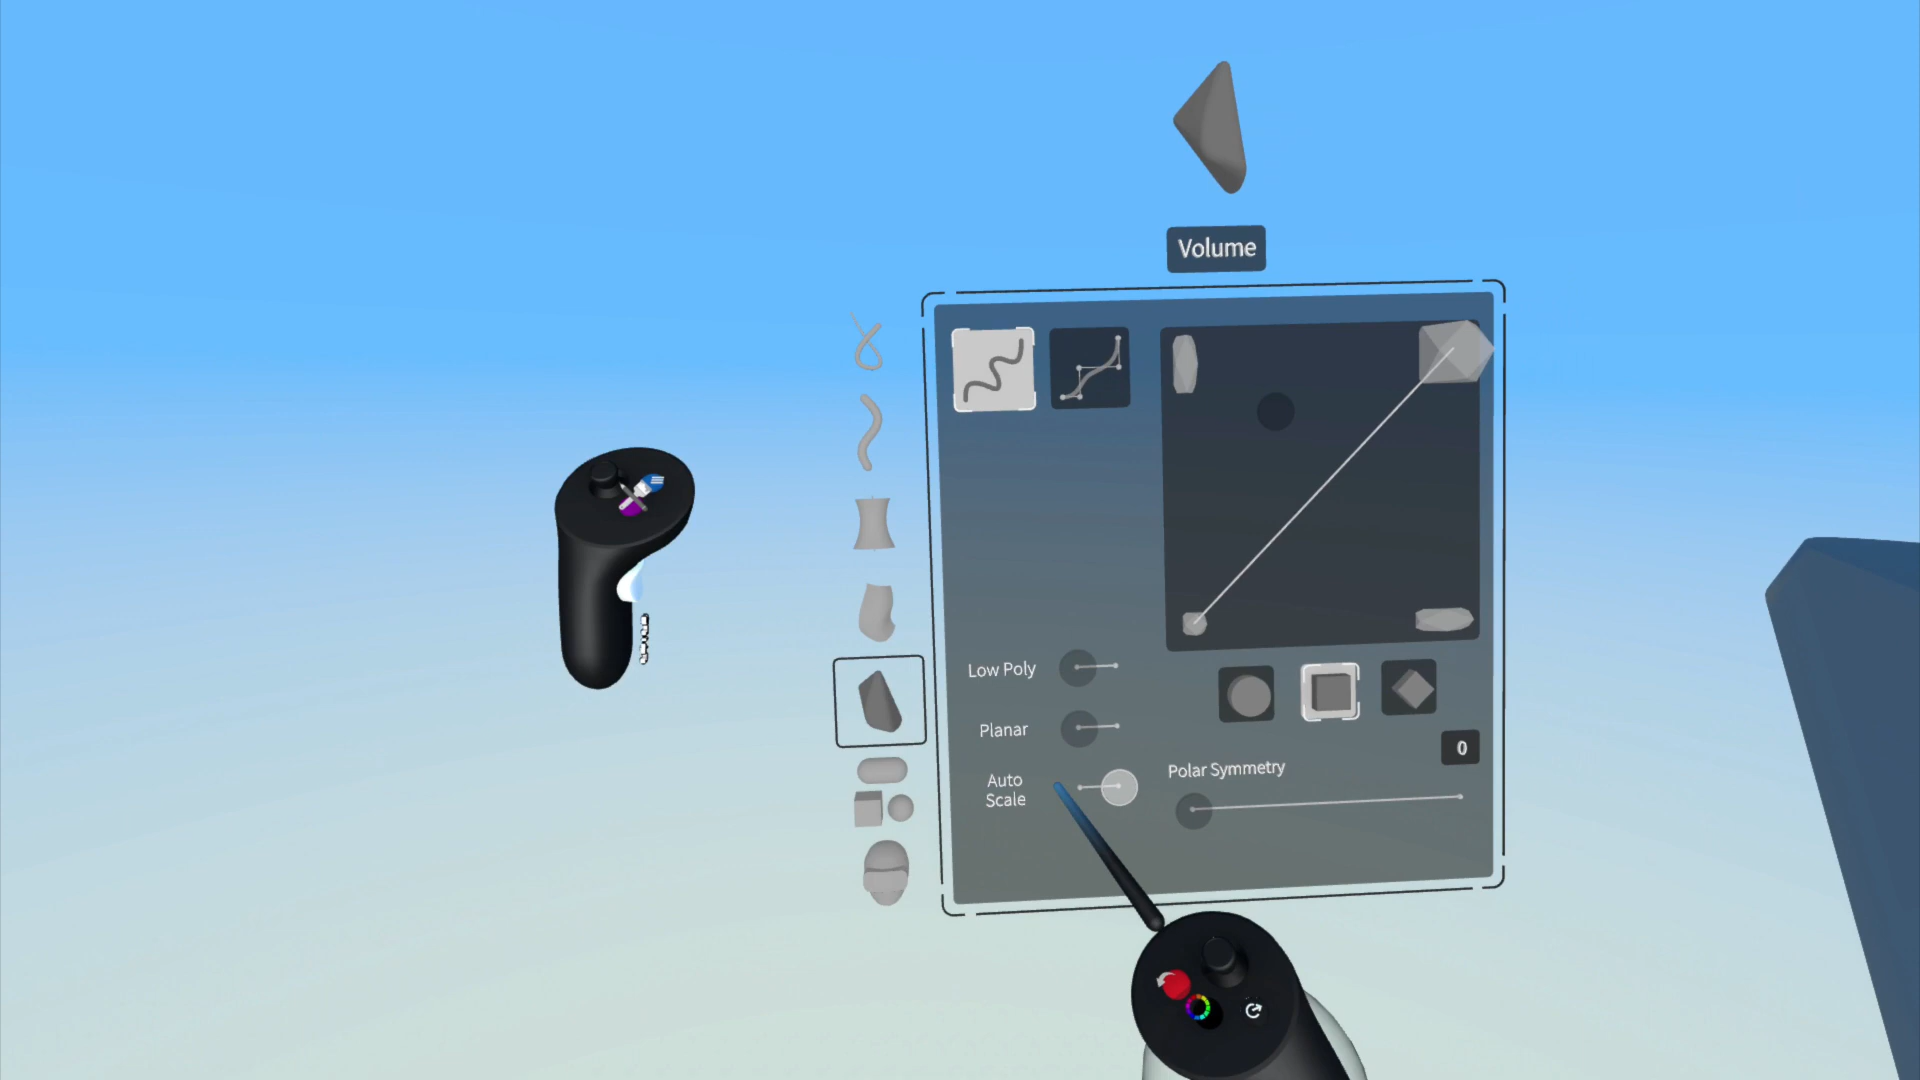 Volume
Low Poly
Planar
Auto
Scale
Polar Symmetry
0